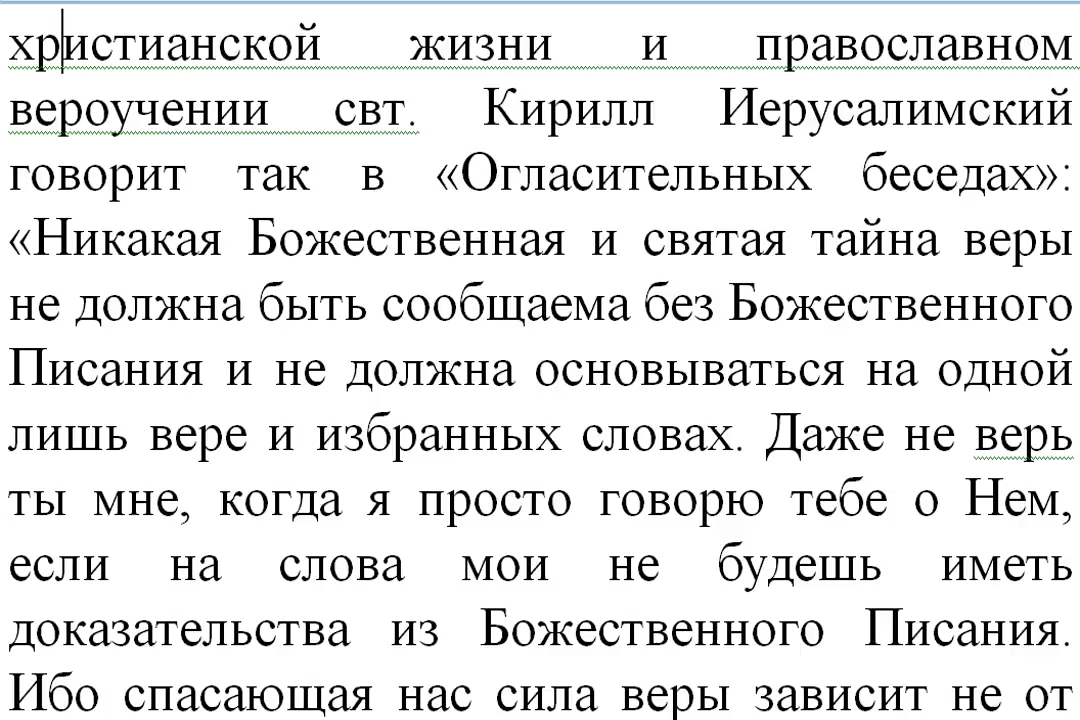 христианской жизни и православном
вероучении свт. Кирилл Иерусалимский
говорит так в «Огласительных беседах»:
«Никакая Божественная и святая тайна веры
не должна быть сообщаема без Божественного
Писания и не должна основываться на одной
лишь вере и избранных словах. Даже не верь
ты мне, когда я просто говорю тебе о Нем,
если на слова мои не будешь иметь
доказательства из Божественного Писания.
Ибо спасающая нас сила веры зависит не от